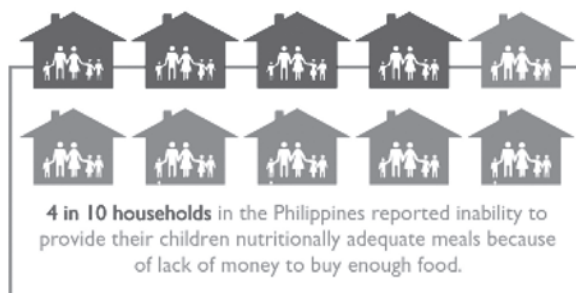 4 in 10 households in the Philippines reported inability to
provide their children nutritionally adequate meals because
of lack of money to buy enough food.